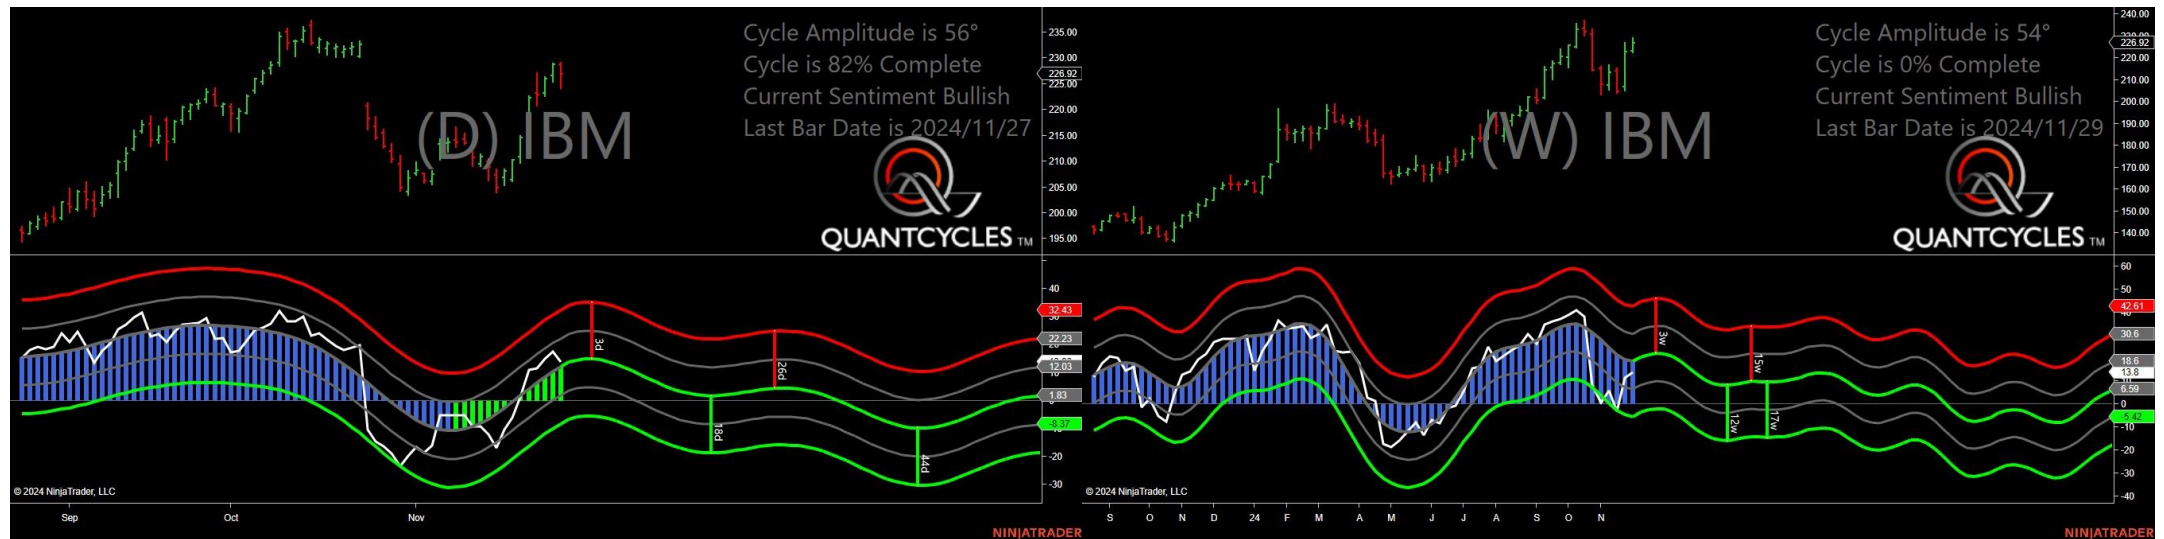 Cycle Amplitude is 56°
Cycle is 82% Complete
Current Sentiment Bullish
Last Bar Date is 2024/11/27
(D) IBM
QUANTCYCLES TM
235.00
230.00
226.92
225.00
220.00
215.00
210.00
205.00
200.00
195.00
40
32.43
22.23
12.03
1.83
0
-8.37
-20
-30
3d
18d
26d
44d
© 2024 NinjaTrader, LLC
Sep
Oct
Nov
NINJATRADER
Cycle Amplitude is 54°
Cycle is 0% Complete
Current Sentiment Bullish
Last Bar Date is 2024/11/29
(W) IBM
QUANTCYCLES TM
240.00
226.92
220.00
210.00
200.00
190.00
180.00
170.00
160.00
150.00
140.00
60
50
42.61
30.6
18.6
13.8
6.59
0
-5.42
-10
-20
-30
-40
3w
12w
15w
17w
© 2024 NinjaTrader, LLC
S O N D 24 F M A M J J A S O N
NINJATRADER